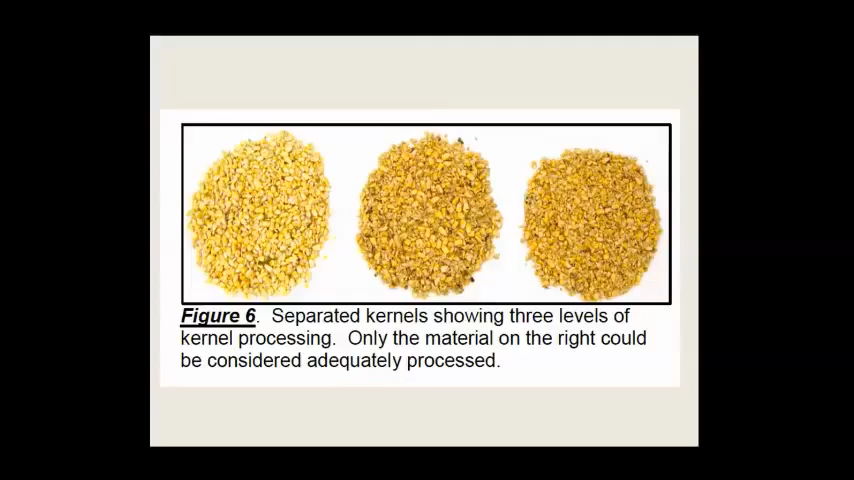 Figure 6.  Separated kernels showing three levels of
kernel processing.  Only the material on the right could
be considered adequately processed.